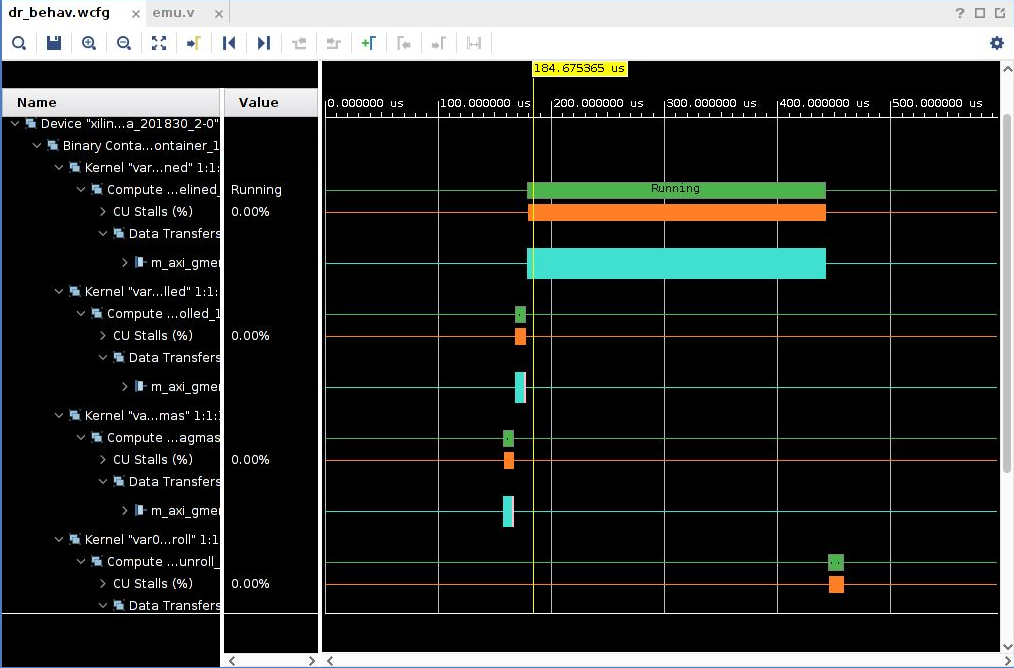 dr_behav.wcfg × emu.v ×
?
184.675365 us
Name Value 0.000000 us 100.000000 us 200.000000 us 300.000000 us 400.000000 us 500.000000 us
Device "xilin...a_201830_2-0"
Binary Conta...ontainer_1
Kernel "var...ned" 1:1:
Compute ...elined_ Running Running
CU Stalls (%) 0.00%
Data Transfers
m_axi_gme
Kernel "var...lled" 1:1:
Compute ...olled_1
CU Stalls (%) 0.00%
Data Transfers
m_axi_gme
Kernel "va...mas" 1:1:
Compute ...agmas
CU Stalls (%) 0.00%
Data Transfers
m_axi_gme
Kernel "var0...roll" 1:1
Compute ...unroll_
CU Stalls (%) 0.00%
Data Transfers